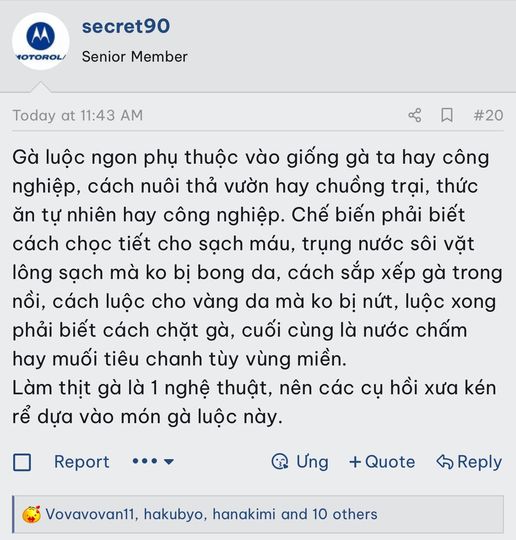 MOTOROLA
secret90
Senior Member
Today at 11:43 AM
#20
Gà luộc ngon phụ thuộc vào giống gà ta hay công
nghiệp, cách nuôi thả vườn hay chuồng trại, thức
ăn tự nhiên hay công nghiệp. Chế biến phải biết
cách chọc tiết cho sạch máu, trụng nước sôi vặt
lông sạch mà ko bị bong da, cách sắp xếp gà trong
nồi, cách luộc cho vàng da mà ko bị nứt, luộc xong
phải biết cách chặt gà, cuối cùng là nước chấm
hay muối tiêu chanh tùy vùng miền.
Làm thịt gà là 1 nghệ thuật, nên các cụ hồi xưa kén
rể dựa vào món gà luộc này.
Report ••• Ưng +Quote Reply
Vovavovan11, hakubyo, hanakimi and 10 others